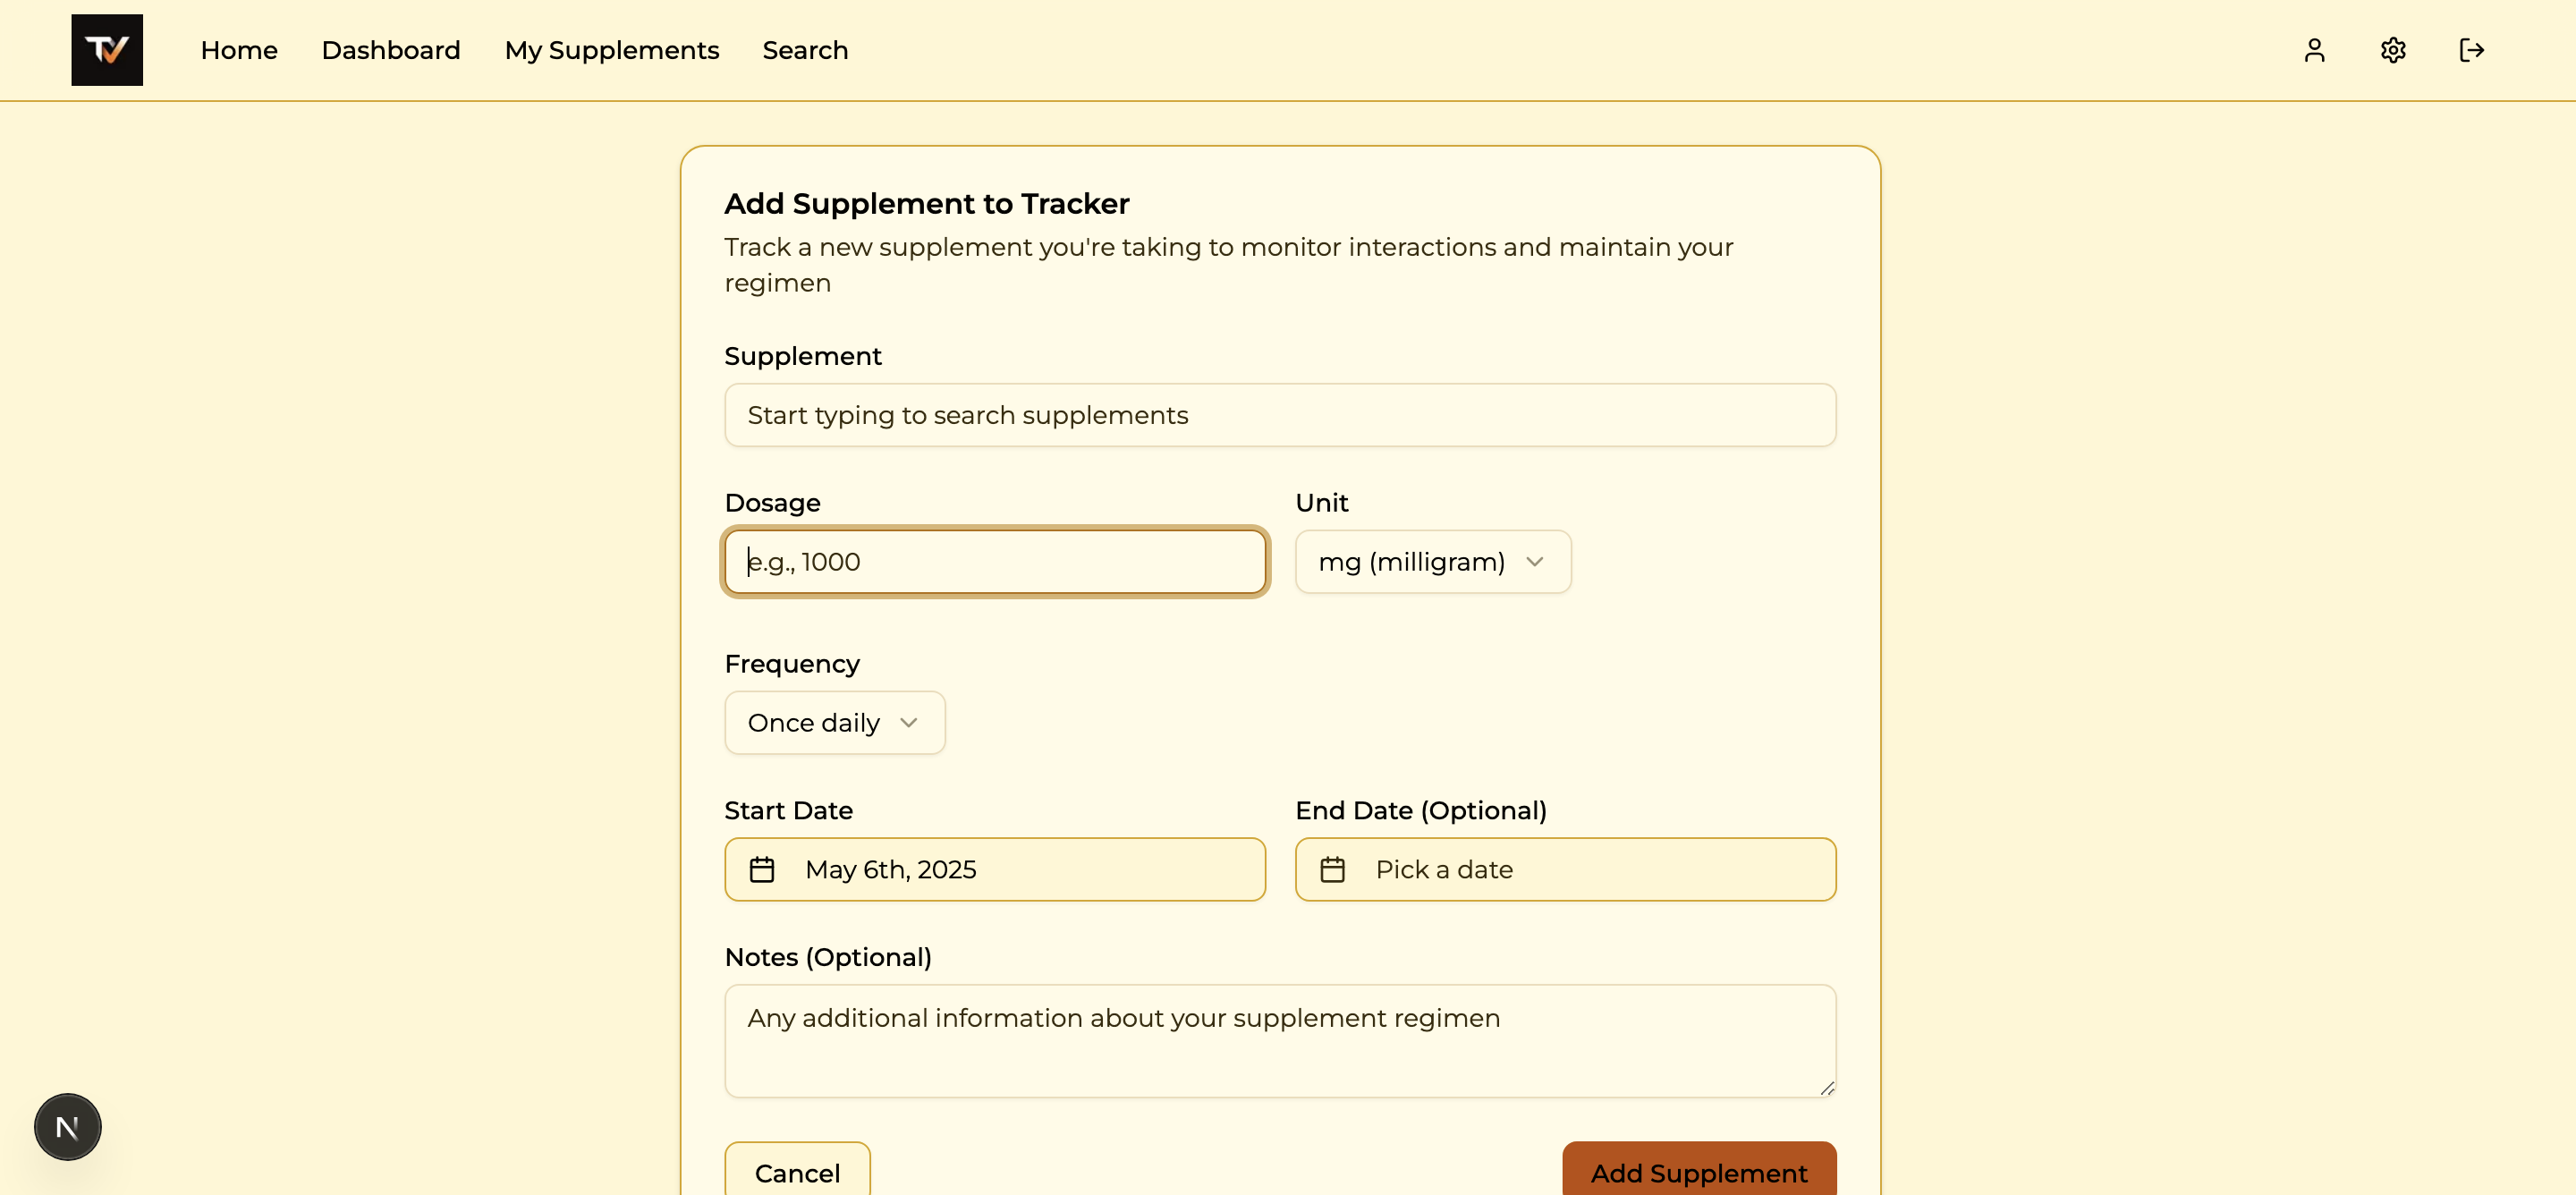 TV
Home Dashboard My Supplements Search
Add Supplement to Tracker
Track a new supplement you're taking to monitor interactions and maintain your
regimen
Supplement
Start typing to search supplements
Dosage Unit
e.g., 1000 mg (milligram)
Frequency
Once daily
Start Date End Date (Optional)
May 6th, 2025 Pick a date
Notes (Optional)
Any additional information about your supplement regimen
N
Cancel Add Supplement